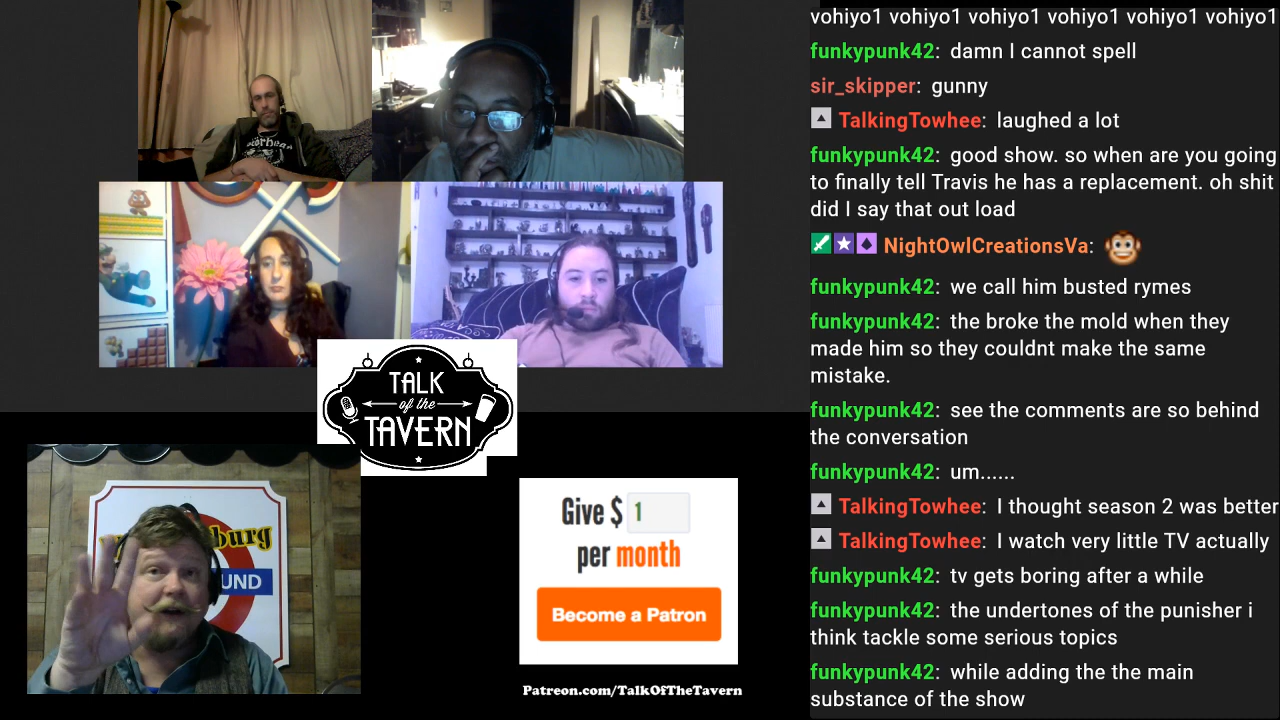 vohiyo1 vohiyo1 vohiyo1 vohiyo1 vohiyo1 vohiyo1
funkypunk42: damn I cannot spell
sir_skipper: gunny
TalkingTowhee: laughed a lot
funkypunk42: good show. so when are you going
to finally tell Travis he has a replacement. oh shit
did I say that out load
NightOwlCreationsVa:
funkypunk42: we call him busted rymes
funkypunk42: the broke the mold when they
made him so they couldnt make the same
mistake.
funkypunk42: see the comments are so behind
the conversation
funkypunk42: um......
TalkingTowhee: I thought season 2 was better
TalkingTowhee: I watch very little TV actually
funkypunk42: tv gets boring after a while
funkypunk42: the undertones of the punisher i
think tackle some serious topics
funkypunk42: while adding the the main
substance of the show
TALK
of the
TAVERN
Give $ 1
per month
Become a Patron
Patreon.com/TalkOfTheTavern
burg
UND